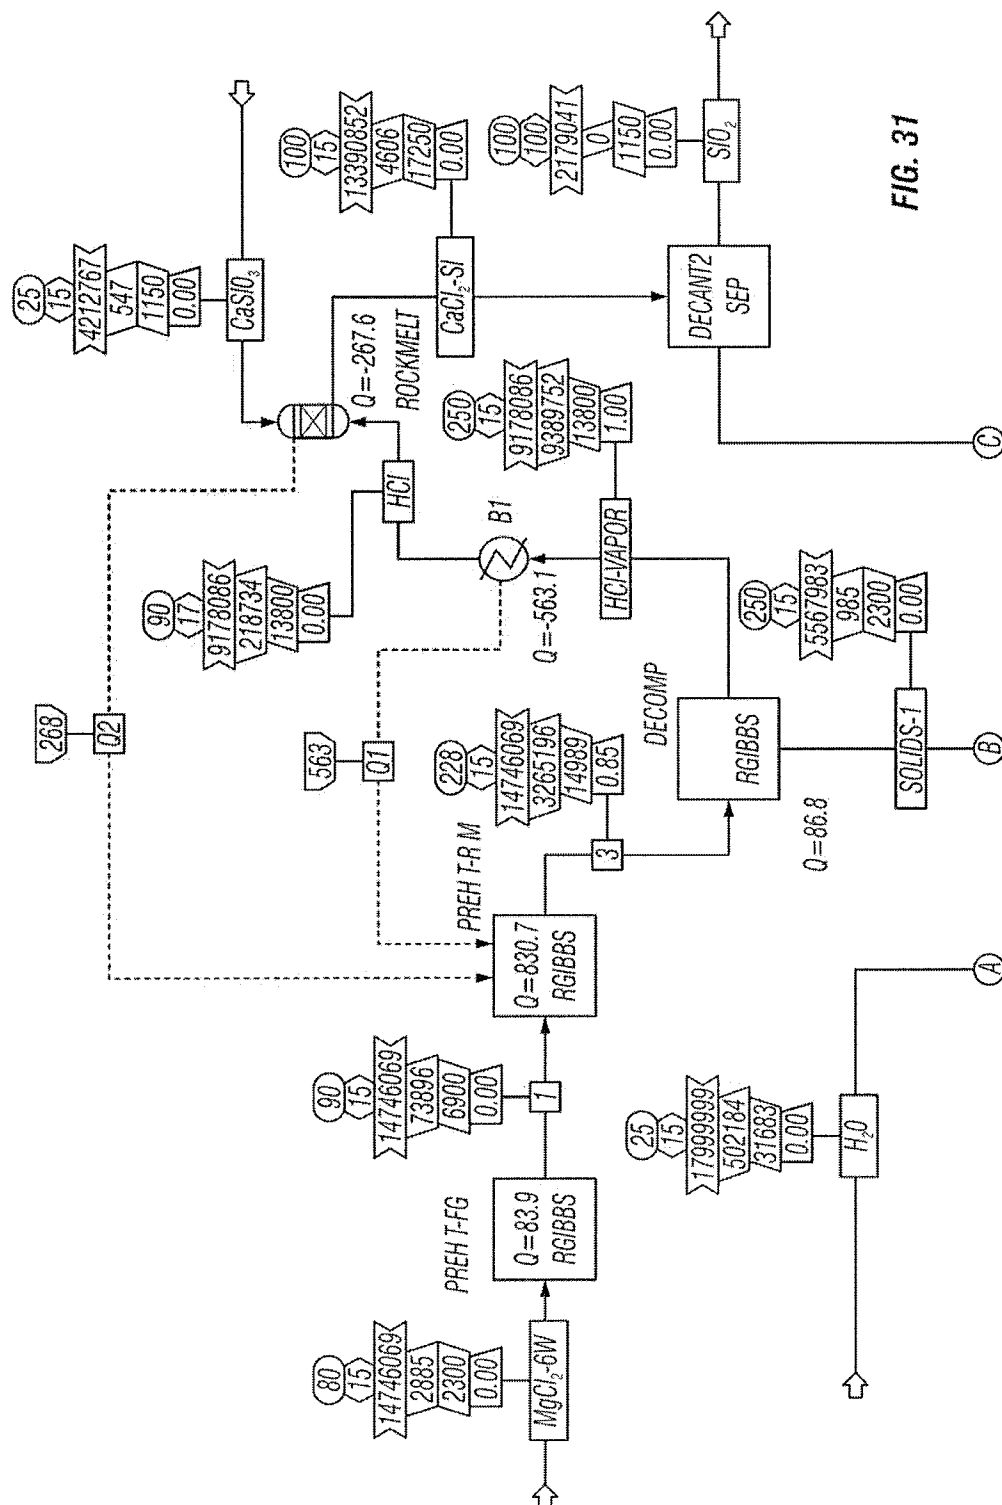 80
15
14746069
2885
2300
0.00
MgCl₂-6W
PREH T-FG
Q=83.9
RGIBBS
90
15
14746069
73896
6900
0.00
1
PREH T-R M
Q=830.7
RGIBBS
228
15
14746069
3265196
14989
0.85
3
268
Q2
563
Q1
90
17
9178086
218734
13800
0.00
HCl
B1
Q=-563.1
DECOMP
RGIBBS
Q=86.8
250
15
9178086
9389752
13800
1.00
HCl-VAPOR
250
15
5567983
985
2300
0.00
SOLIDS-1
B
25
15
4212767
547
1150
0.00
CaSIO₃
Q=-267.6
ROCKMELT
100
15
13390852
4606
17250
0.00
CaCl₂-SI
DECANT2
SEP
C
100
100
2179041
0
1150
0.00
SIO₂
25
15
17999999
502184
31683
0.00
H₂0
A
FIG. 31